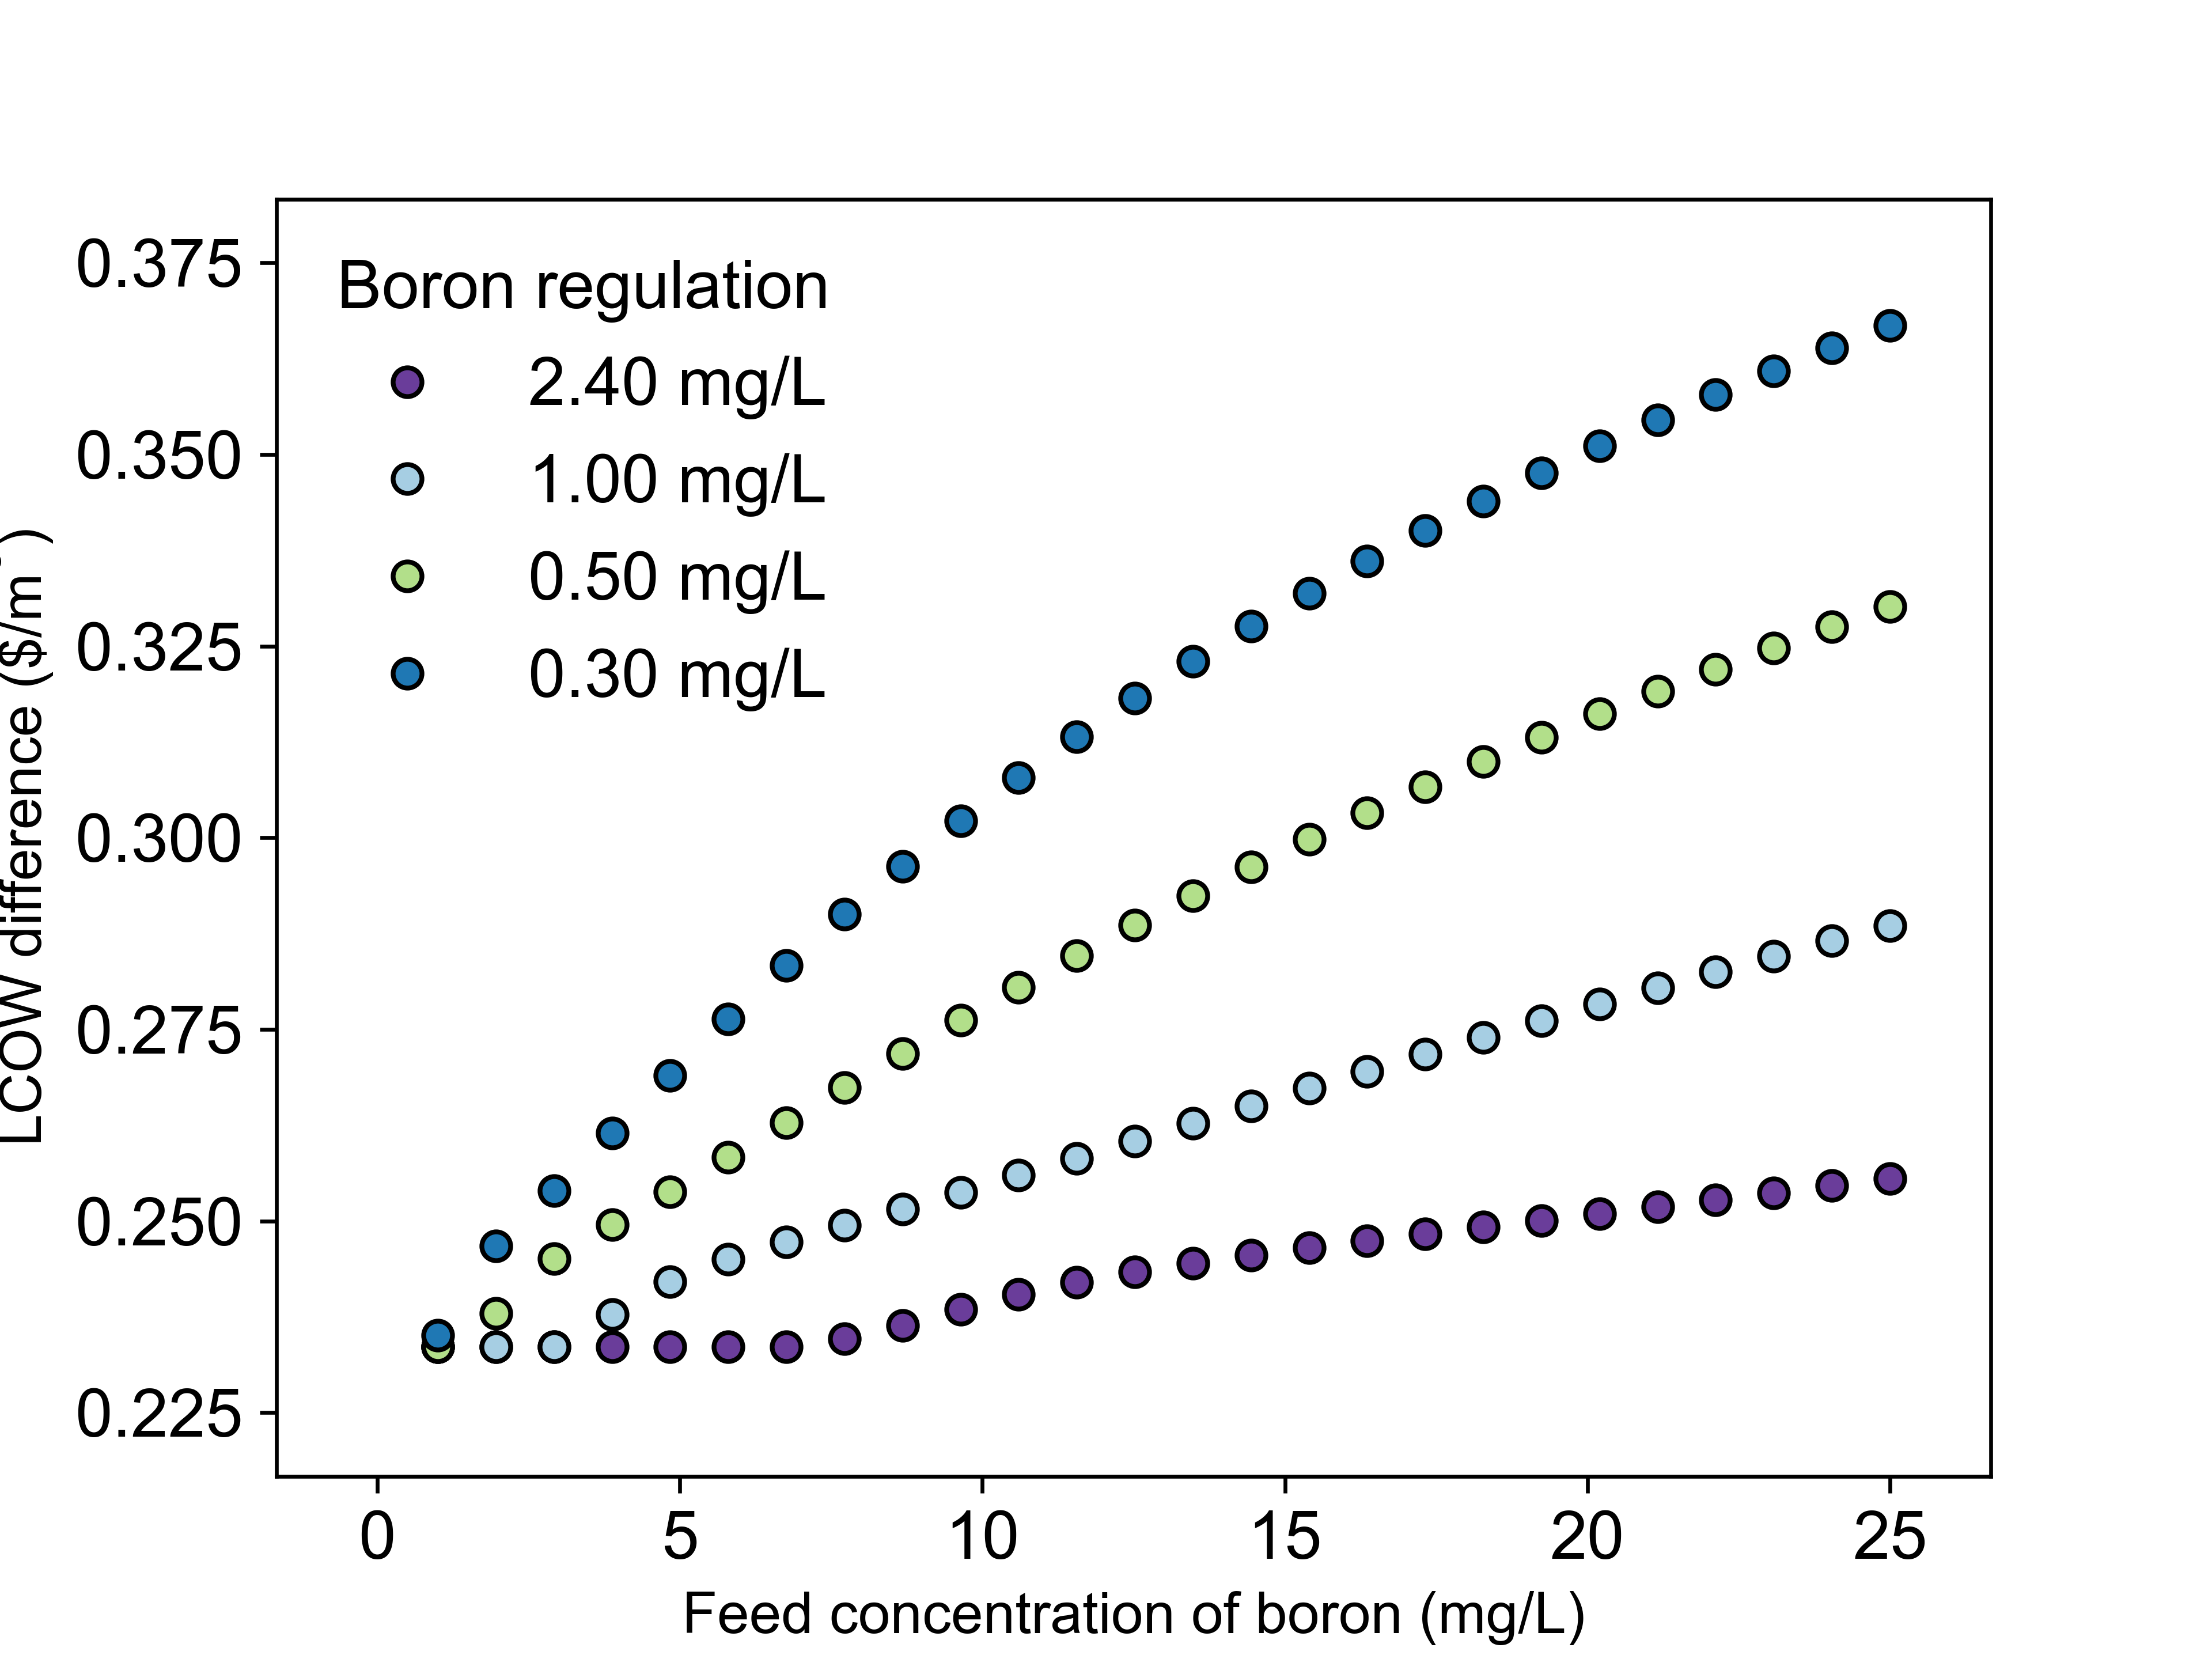 0.375
0.350
0.325
0.300
0.275
0.250
0.225
LCOW difference ($/m )
Boron regulation
2.40 mg/L
1.00 mg/L
0.50 mg/L
0.30 mg/L
0 5 10 15 20 25
Feed concentration of boron (mg/L)